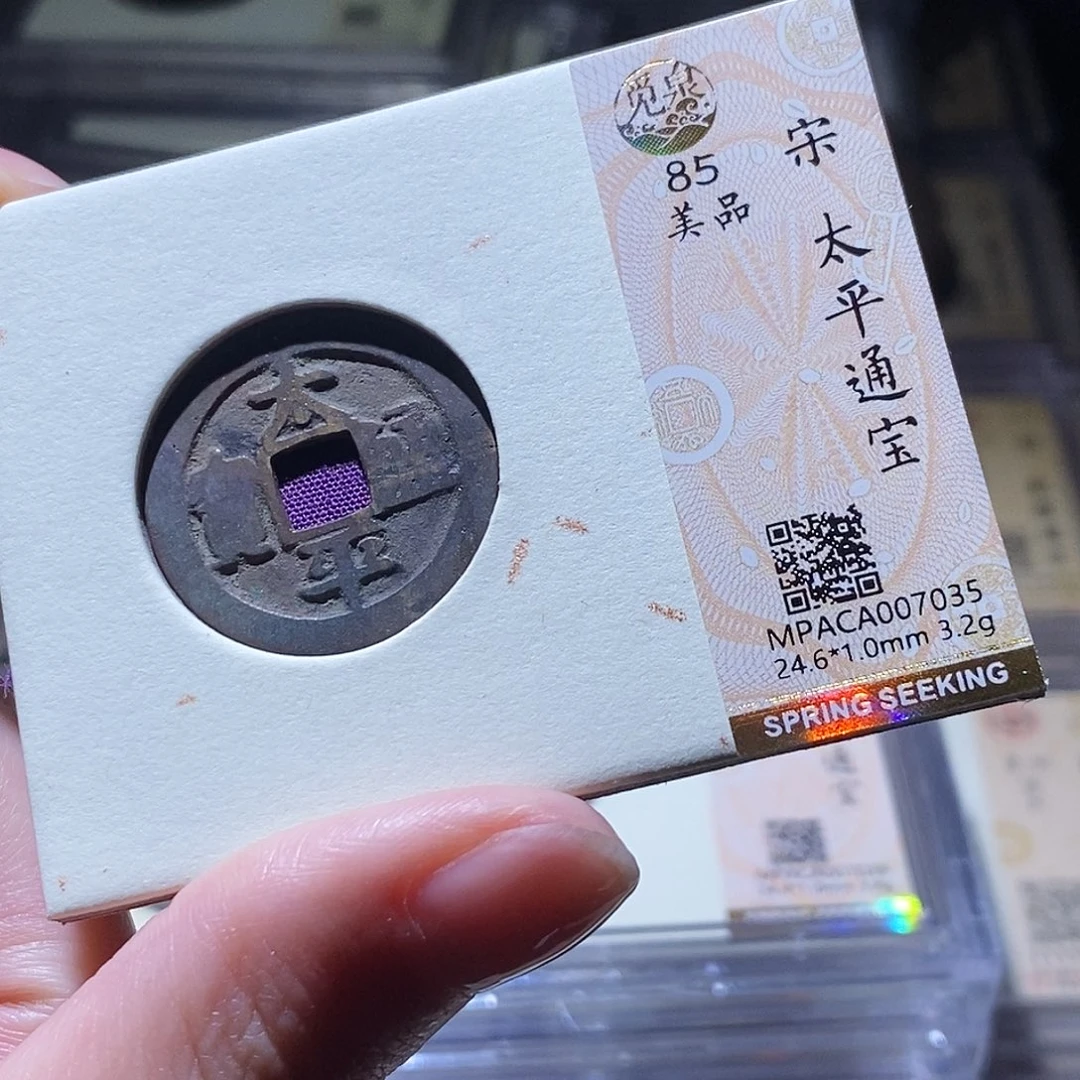 觅泉
85
美品
宋 太平通宝
MPACA007035
24.6*1.0mm 3.2g
SPRING SEEKING
太平通